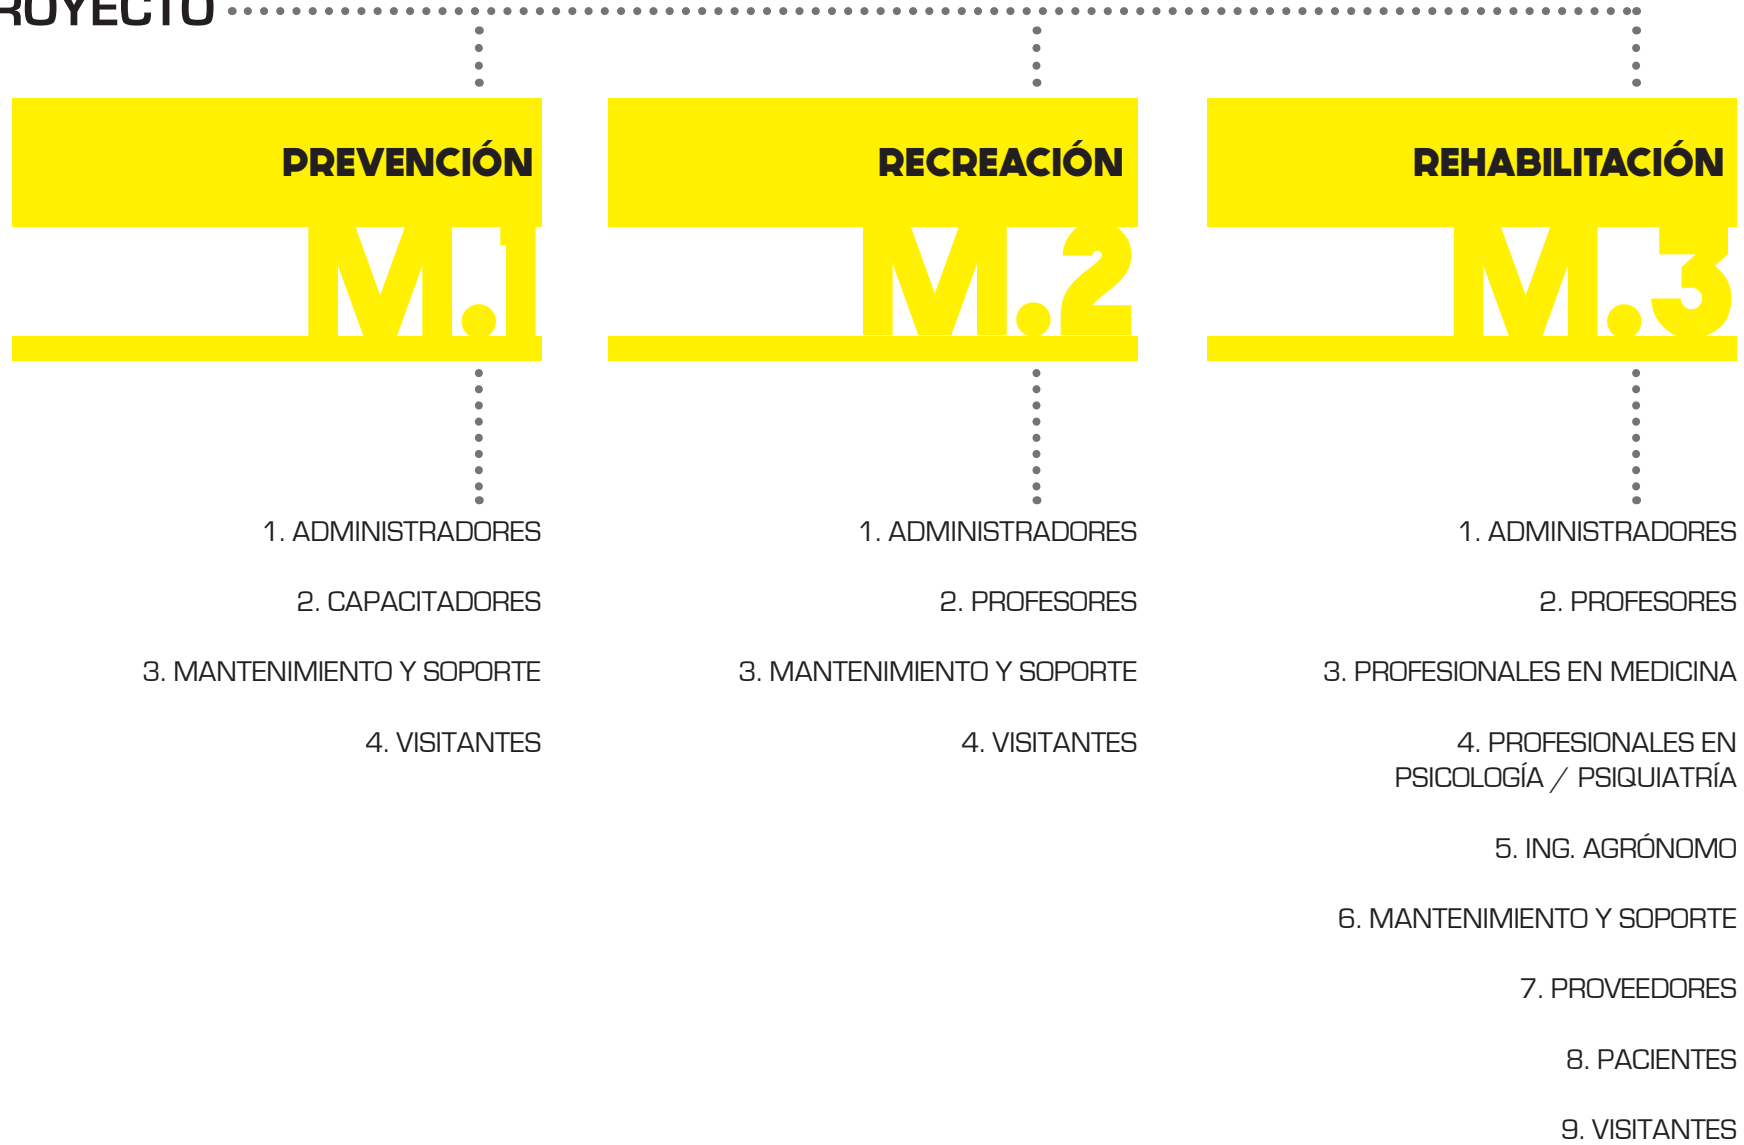 ROYECTO
PREVENCIÓN
M.1
1. ADMINISTRADORES
2. CAPACITADORES
3. MANTENIMIENTO Y SOPORTE
4. VISITANTES
RECREACIÓN
M.2
1. ADMINISTRADORES
2. PROFESORES
3. MANTENIMIENTO Y SOPORTE
4. VISITANTES
REHABILITACIÓN
M.3
1. ADMINISTRADORES
2. PROFESORES
3. PROFESIONALES EN MEDICINA
4. PROFESIONALES EN
PSICOLOGÍA / PSIQUIATRÍA
5. ING. AGRÓNOMO
6. MANTENIMIENTO Y SOPORTE
7. PROVEEDORES
8. PACIENTES
9. VISITANTES